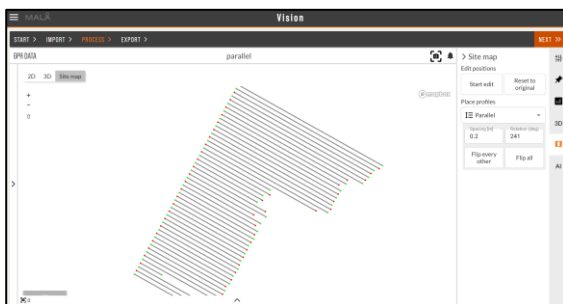 MALÅ
Vision
START > IMPORT > PROCESS > EXPORT >
NEXT >>
GPR DATA
parallel
2D 3D Site map
mapbox
> Site map
Edit positions
Start edit
Reset to original
Place profiles
Parallel
Spacing [m]
0.2
Rotation [deg]
241
Flip every other
Flip all
3D
AI